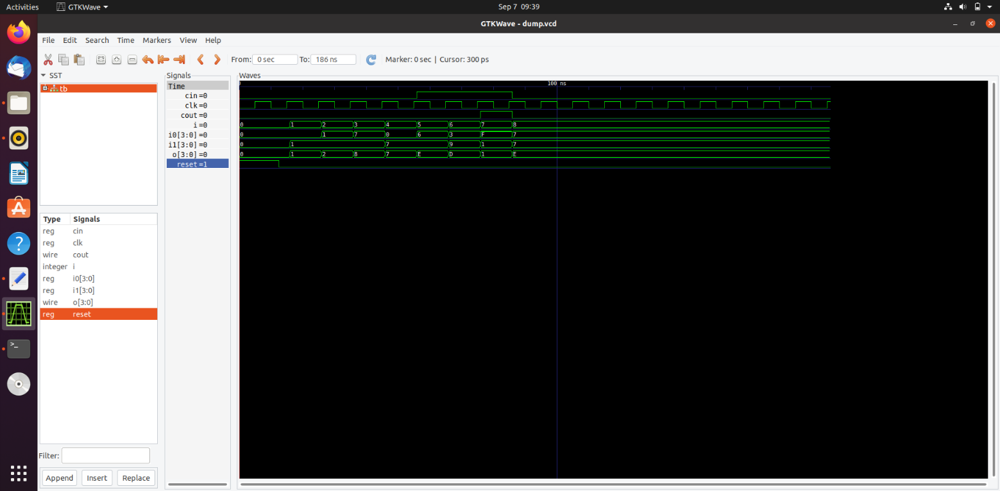 Activities GTKWave Sep 7 09:39
GTKWave - dump.vcd
File Edit Search Time Markers View Help
From: 0 sec To: 186 ns Marker: 0 sec | Cursor: 300 ps
SST
tb
Type Signals
reg cin
reg clk
wire cout
integer i
reg i0[3:0]
reg i1[3:0]
wire o[3:0]
reg reset
Filter:
Append Insert Replace
Signals
Time
cin=0
clk=0
cout=0
i=0
i0[3:0]=0
i1[3:0]=0
o[3:0]=0
reset=1
Waves
0 100 ns
0 1 2 3 4 5 6 7 8
0 1 7 0 6 3 F 7
0 1 7 9 1 7
0 1 2 8 7 E D 1 E